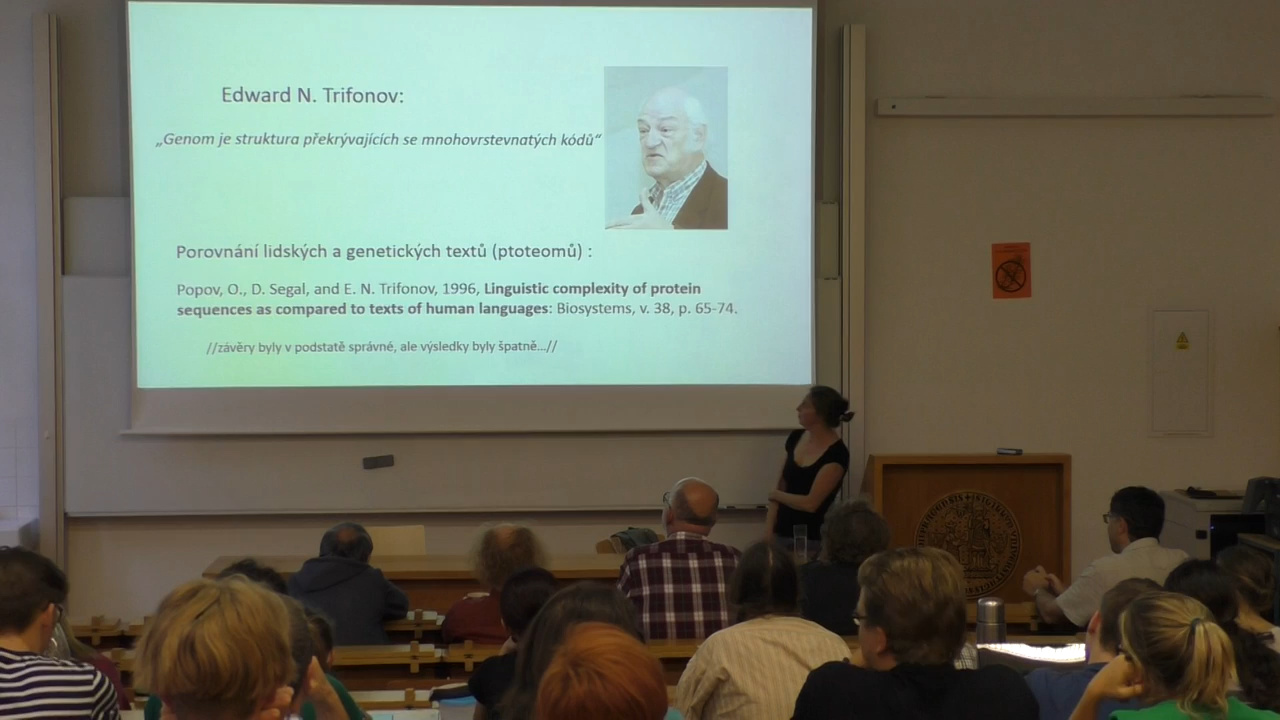 Edward N. Trifonov:
„Genom je struktura překrývajících se mnohovrstevnatých kódů“
Porovnání lidských a genetických textů (ptoteomů) :
Popov, O., D. Segal, and E. N. Trifonov, 1996, Linguistic complexity of protein
sequences as compared to texts of human languages: Biosystems, v. 38, p. 65-74.
//závěry byly v podstatě správné, ale výsledky byly špatně...//